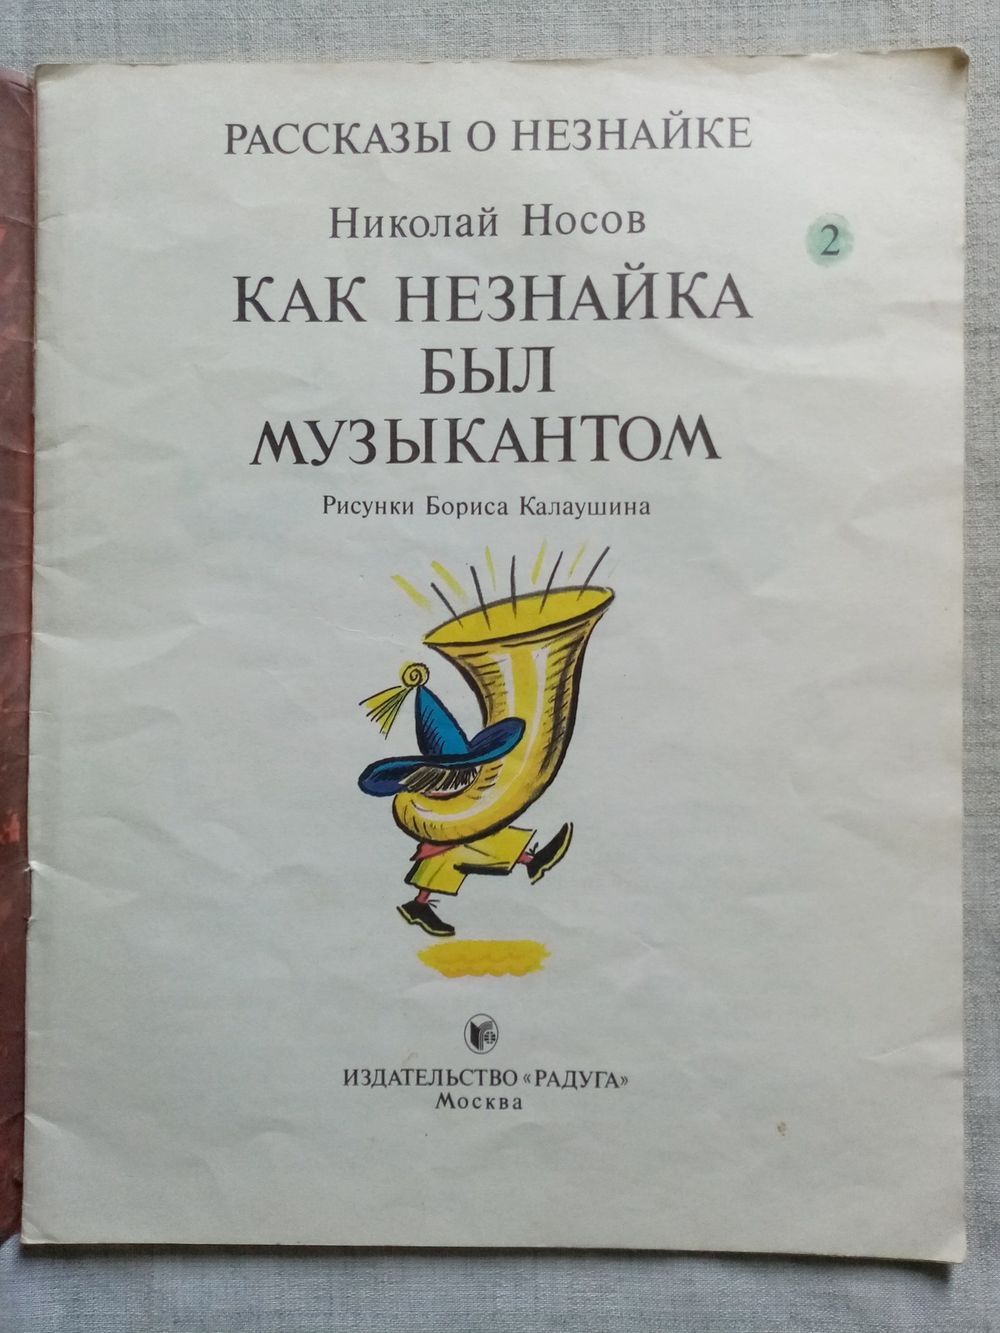 РАССКАЗЫ О НЕЗНАЙКЕ
Николай Носов
2
КАК НЕЗНАЙКА
БЫЛ
МУЗЫКАНТОМ
Рисунки Бориса Калаушина
ИЗДАТЕЛЬСТВО «РАДУГА»
Москва